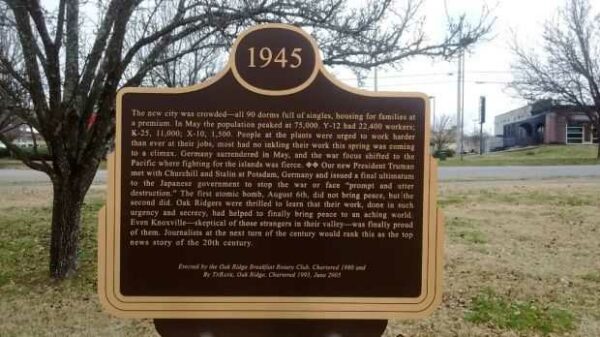 1945
The new city was crowded—all 90 dorms full of singles, housing for families at
a premium. In May the population peaked at 75,000. Y-12 had 22,400 workers;
K-25, 11,000; X-10, 1,500. People at the plants were urged to work harder
than ever at their jobs, most had no inkling their work this spring was coming
to a climax. Germany surrendered in May, and the war focus shifted to the
Pacific where fighting for the islands was fierce. ◆◆ Our new President Truman
met with Churchill and Stalin at Potsdam, Germany and issued a final ultimatum
to the Japanese government to stop the war or face "prompt and utter
destruction." The first atomic bomb, August 6th, did not bring peace, but the
second did. Oak Ridgers were thrilled to learn that their work, done in such
urgency and secrecy, had helped to finally bring peace to an aching world.
Even Knoxville—skeptical of those strangers in their valley—was finally proud
of them. Journalists at the next turn of the century would rank this as the top
news story of the 20th century.
Erected by the Oak Ridge Breakfast Rotary Club, Chartered 1980 and
By Oak Ridge, Chartered June 2005